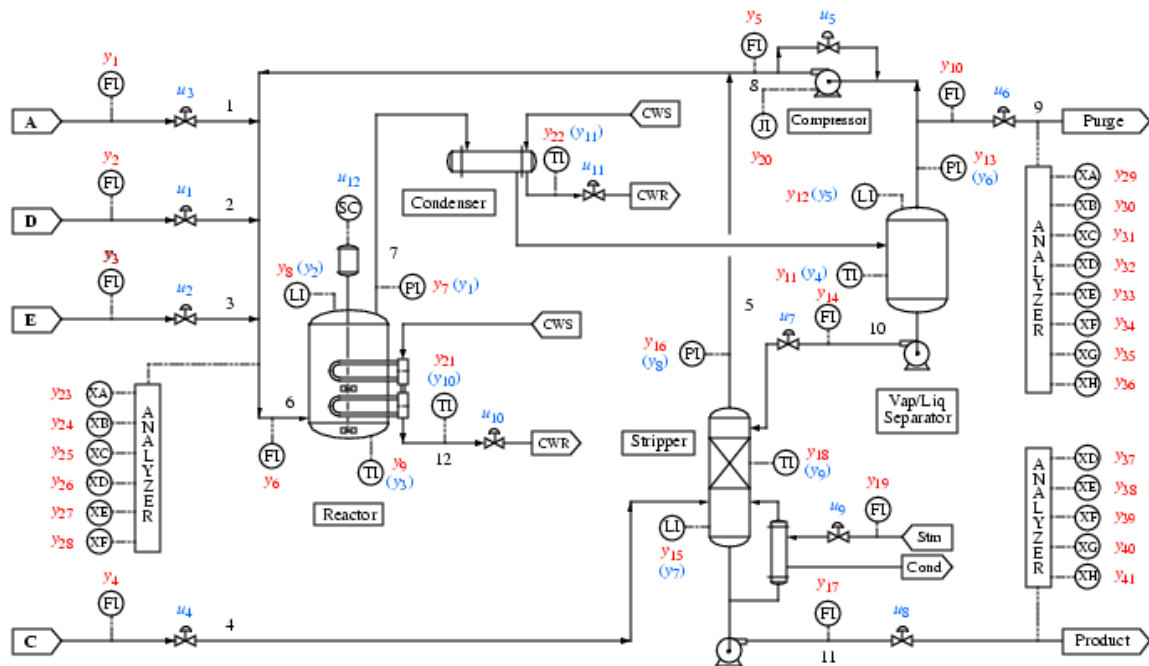 y5
u5
y1
FI
FI
y10
u3
1
8
FI
u6
9
A
CWS
JI
Compressor
Purge
y2
y22 (y11)
y20
FI
TI
u11
PI
y13
(y6)
XA
y29
u1
u12
y12 (y5)
LI
XB
y30
2
SC
Condenser
CWR
D
XC
y31
7
ANALYZER
XD
y32
y3
y8 (y2)
y11 (y4)
TI
FI
LI
PI
y7 (y1)
y14
XE
y33
u2
5
u7
FI
10
XF
y34
3
CWS
E
y16
(y8)
PI
XG
y35
y21
(y10)
XH
y36
y23
XA
TI
u10
Vap/Liq
Separator
6
y24
XB
12
CWR
Stripper
ANALYZER
FI
TI
y9
(y3)
TI
y18
(y9)
XD
y37
y25
XC
y6
y26
XD
y19
XE
y38
y27
XE
Reactor
u9
FI
ANALYZER
XF
y39
y28
XF
LI
Stm
XG
y40
y15
(y7)
Cond
XH
y41
y4
y17
FI
FI
u8
u4
4
C
11
Product